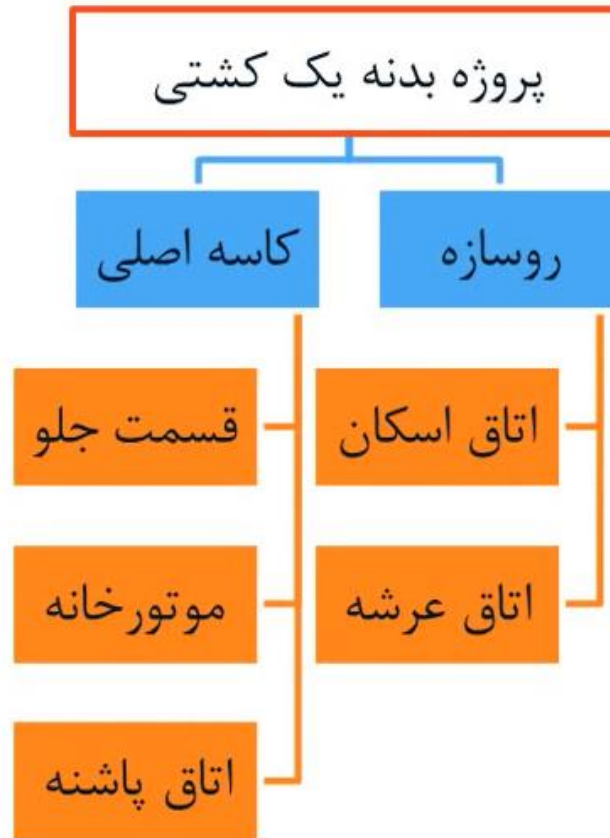 پروژه بدنه یک کشتی
روسازه
کاسه اصلی
اتاق اسکان
قسمت جلو
اتاق عرشه
موتورخانه
اتاق پاشنه